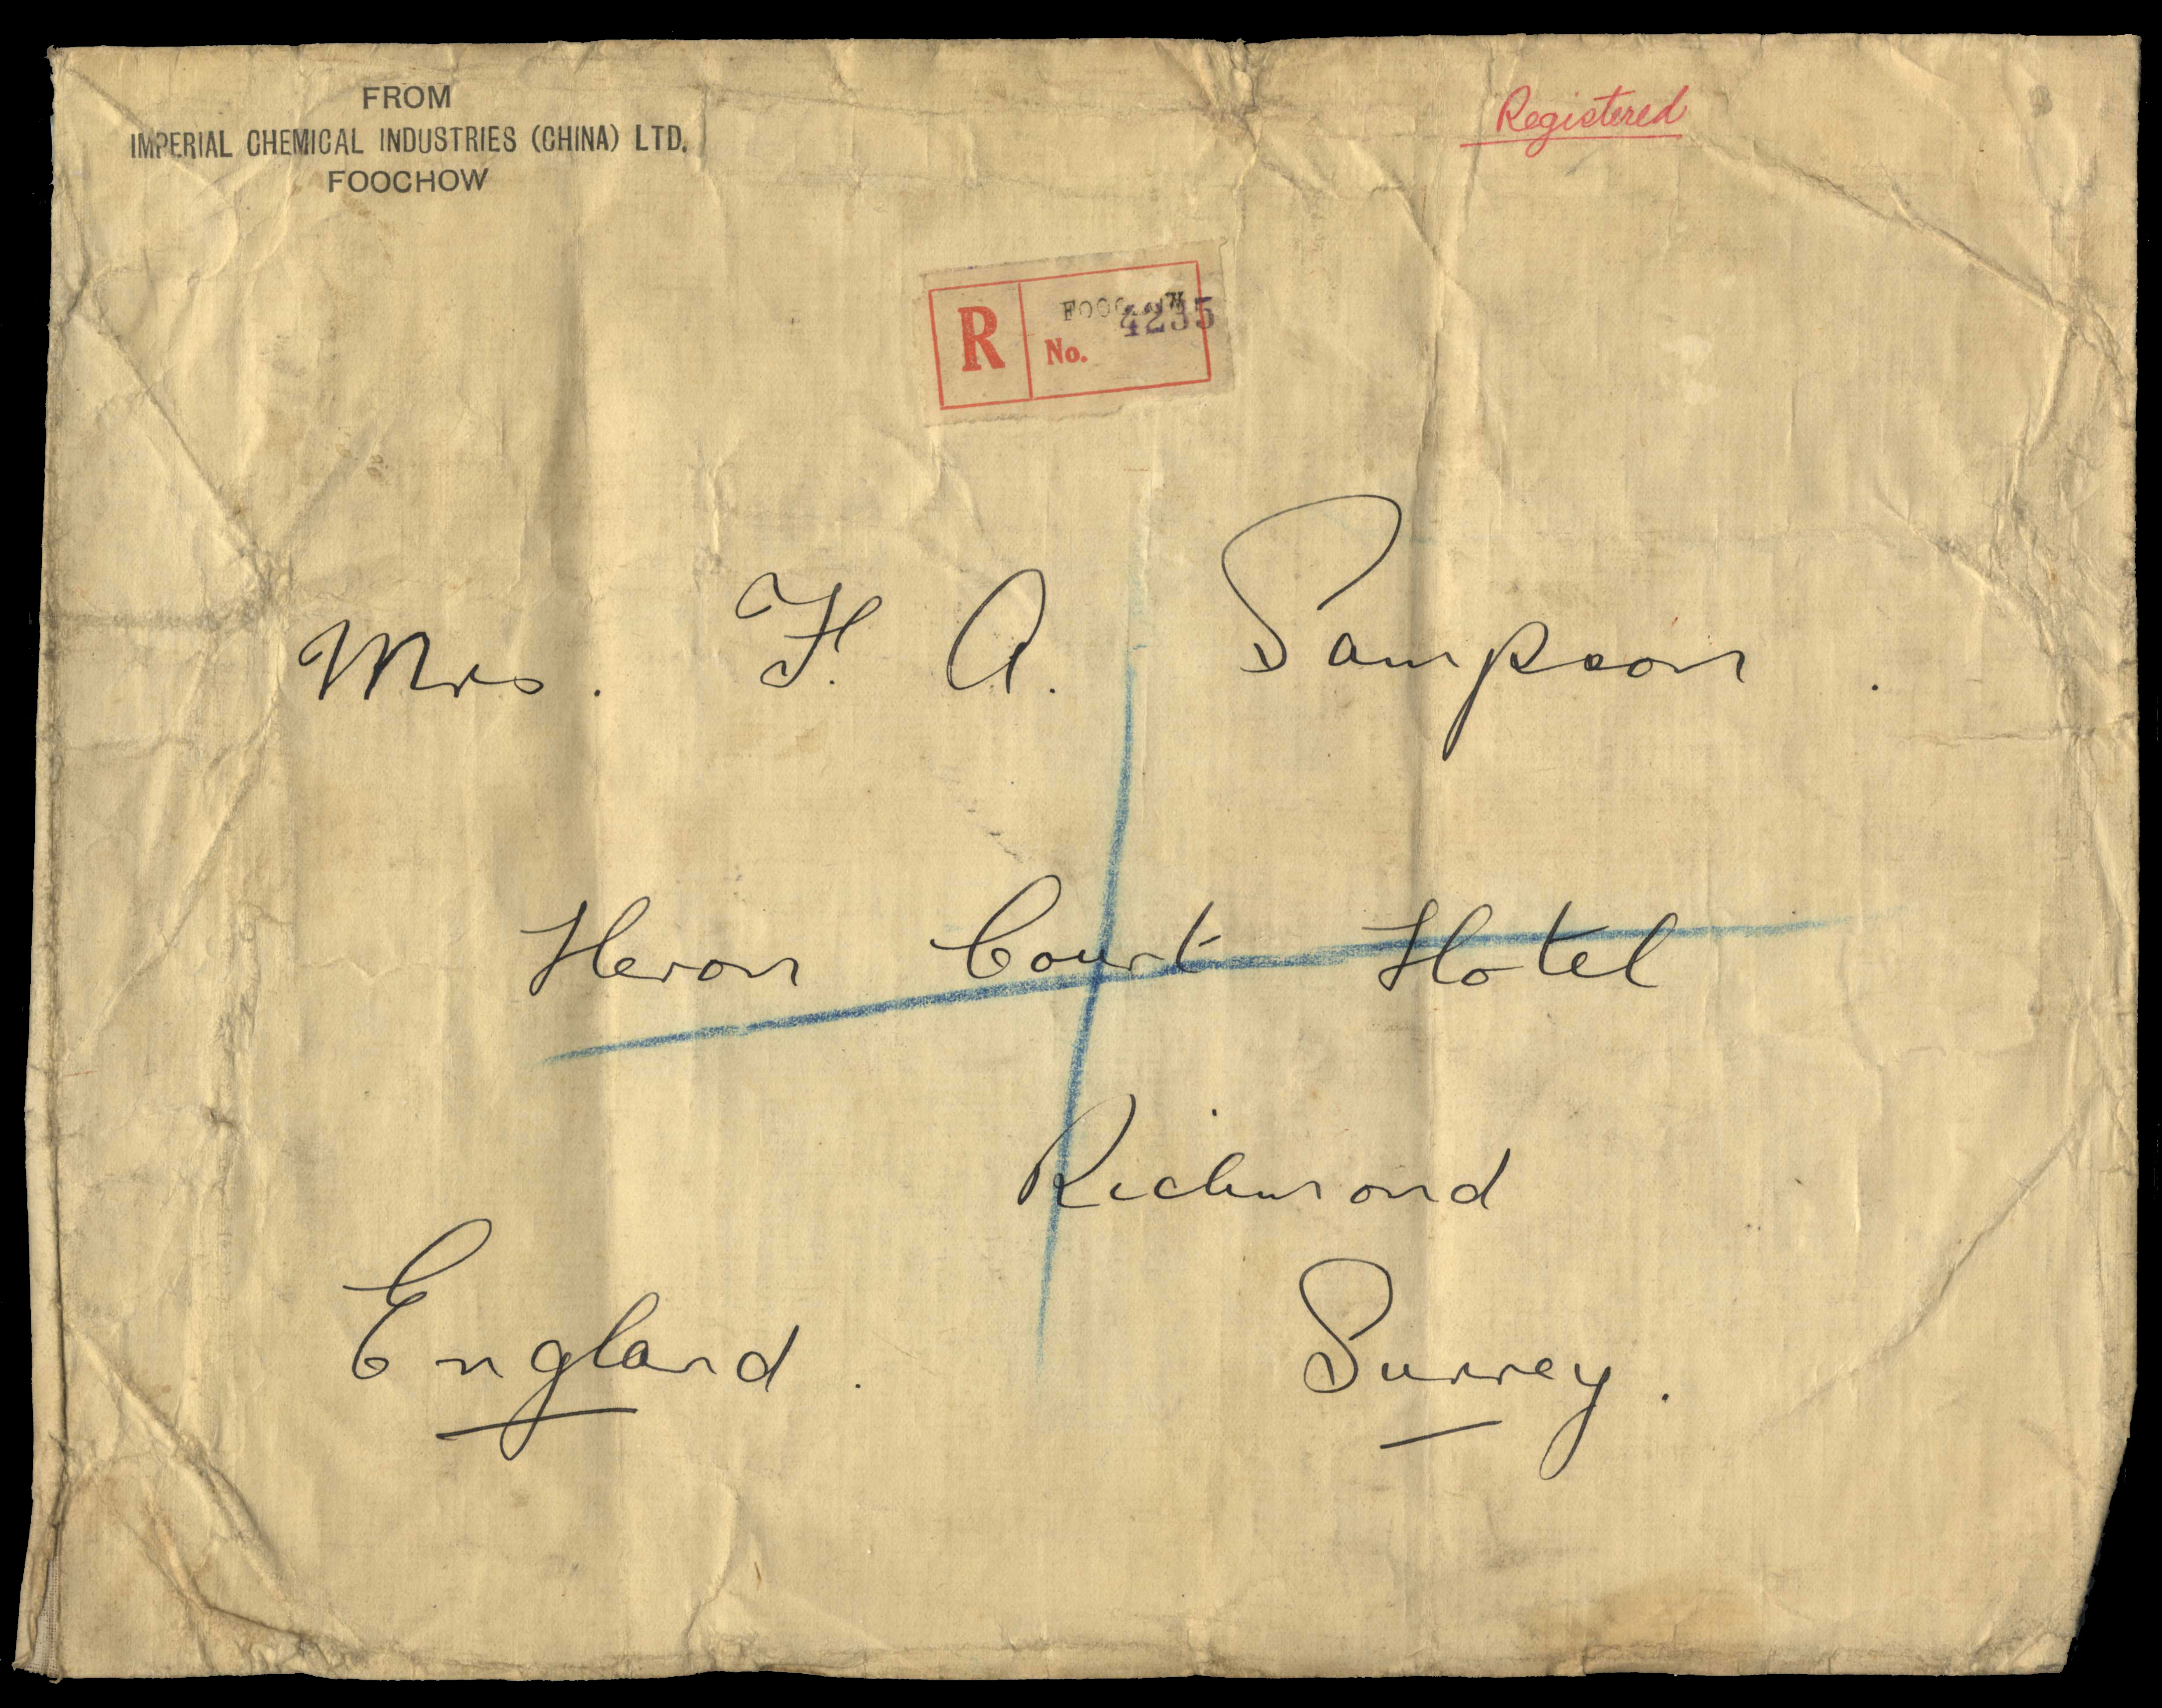 FROM
IMPERIAL CHEMICAL INDUSTRIES (CHINA) LTD.
FOOCHOW
Registered
R
No. 4235
Mrs. F. A. Sampson.
Heron Court Hotel
Richmond
Surrey.
England.